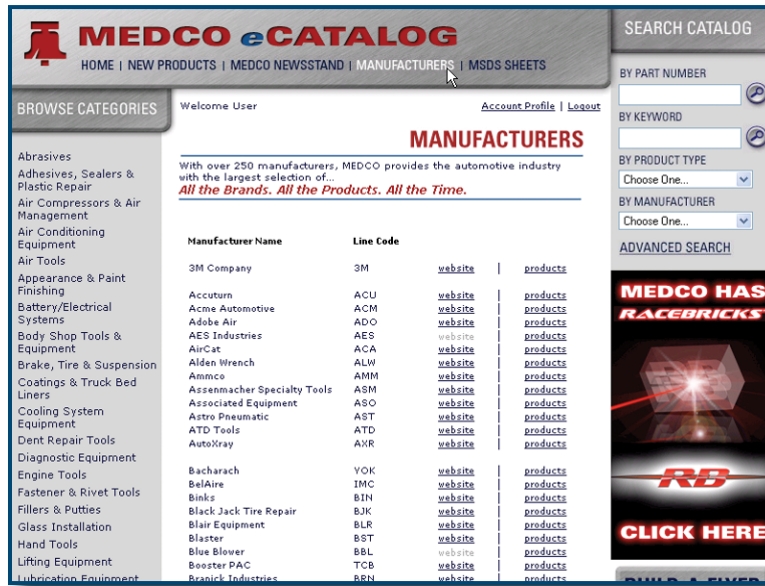 MEDCO eCATALOG
HOME | NEW PRODUCTS | MEDCO NEWSSTAND | MANUFACTURERS | MSDS SHEETS
BROWSE CATEGORIES
Abrasives
Adhesives, Sealers &
Plastic Repair
Air Compressors & Air
Management
Air Conditioning
Equipment
Air Tools
Appearance & Paint
Finishing
Battery/Electrical
Systems
Body Shop Tools &
Equipment
Brake, Tire & Suspension
Coatings & Truck Bed
Liners
Cooling System
Equipment
Dent Repair Tools
Diagnostic Equipment
Engine Tools
Fastener & Rivet Tools
Fillers & Putties
Glass Installation
Hand Tools
Lifting Equipment
Lubrication Equipment
Welcome User
Account Profile | Logout
MANUFACTURERS
With over 250 manufacturers, MEDCO provides the automotive industry
with the largest selection of...
All the Brands. All the Products. All the Time.
Manufacturer Name Line Code
3M Company 3M website | products
Accuturn ACU website | products
Acme Automotive ACM website | products
Adobe Air ADO website | products
AES Industries AES website | products
AirCat ACA website | products
Alden Wrench ALW website | products
Ammco AMM website | products
Assenmacher Specialty Tools ASM website | products
Associated Equipment ASO website | products
Astro Pneumatic AST website | products
ATD Tools ATD website | products
AutoXray AXR website | products
Bacharach YOK website | products
BelAire IMC website | products
Binks BIN website | products
Black Jack Tire Repair BJK website | products
Blair Equipment BLR website | products
Blaster BST website | products
Blue Blower BBL website | products
Booster PAC TCB website | products
Branick Industries BRN website | products
SEARCH CATALOG
BY PART NUMBER
BY KEYWORD
BY PRODUCT TYPE
Choose One...
BY MANUFACTURER
Choose One...
ADVANCED SEARCH
MEDCO HAS
RACEBRICKS
RB
CLICK HERE
BUILD A FLYER